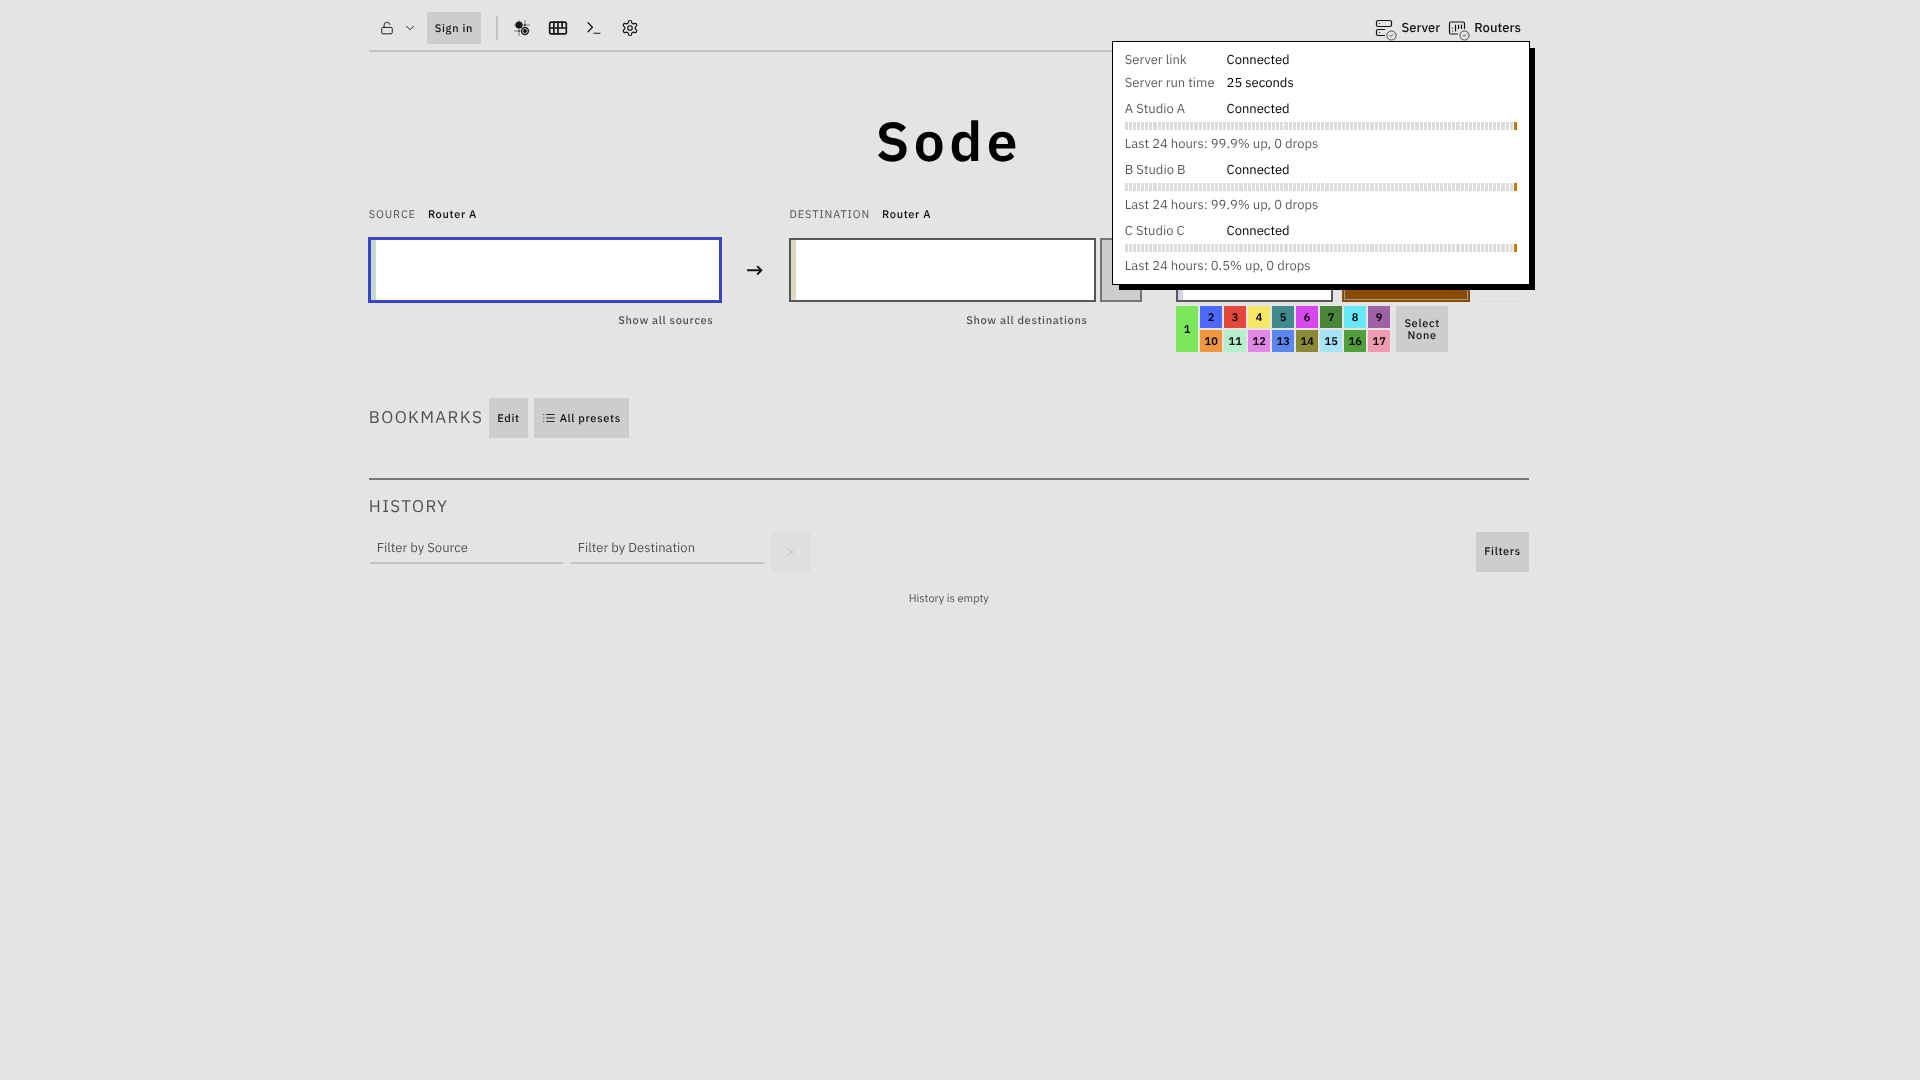 Sign in
Server
Routers
Server link Connected
Server run time 25 seconds
A Studio A Connected
Last 24 hours: 99.9% up, 0 drops
B Studio B Connected
Last 24 hours: 99.9% up, 0 drops
C Studio C Connected
Last 24 hours: 0.5% up, 0 drops
Sode
SOURCE Router A
DESTINATION Router A
→
Show all sources
Show all destinations
1 2 3 4 5 6 7 8 9
10 11 12 13 14 15 16 17
Select
None
BOOKMARKS
Edit
All presets
HISTORY
Filter by Source
Filter by Destination
Filters
History is empty